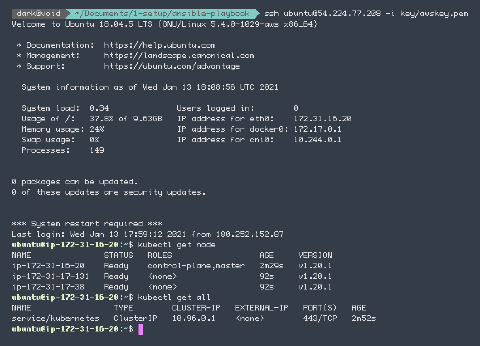 dark@void ~/Documents/1-setup/ansible-playbook ssh ubuntu@54.224.77.208 -i key/awskey.pem
Welcome to Ubuntu 18.04.5 LTS (GNU/Linux 5.4.0-1029-aws x86_64)
* Documentation: https://help.ubuntu.com
* Management: https://landscape.canonical.com
* Support: https://ubuntu.com/advantage
System information as of Wed Jan 13 18:00:56 UTC 2021
System load: 0.34 Users logged in: 0
Usage of /: 37.8% of 9.63GB IP address for eth0: 172.31.16.20
Memory usage: 24% IP address for docker0: 172.17.0.1
Swap usage: 0% IP address for cni0: 10.244.0.1
Processes: 149
0 packages can be updated.
0 of these updates are security updates.
*** System restart required ***
Last login: Wed Jan 13 17:59:12 2021 from 180.252.152.87
ubuntu@ip-172-31-16-20:~$ kubectl get node
NAME STATUS ROLES AGE VERSION
ip-172-31-16-20 Ready control-plane,master 2m29s v1.20.1
ip-172-31-17-131 Ready <none> 92s v1.20.1
ip-172-31-17-38 Ready <none> 92s v1.20.1
ubuntu@ip-172-31-16-20:~$ kubectl get all
NAME TYPE CLUSTER-IP EXTERNAL-IP PORT(S) AGE
service/kubernetes ClusterIP 10.96.0.1 <none> 443/TCP 2m52s
ubuntu@ip-172-31-16-20:~$